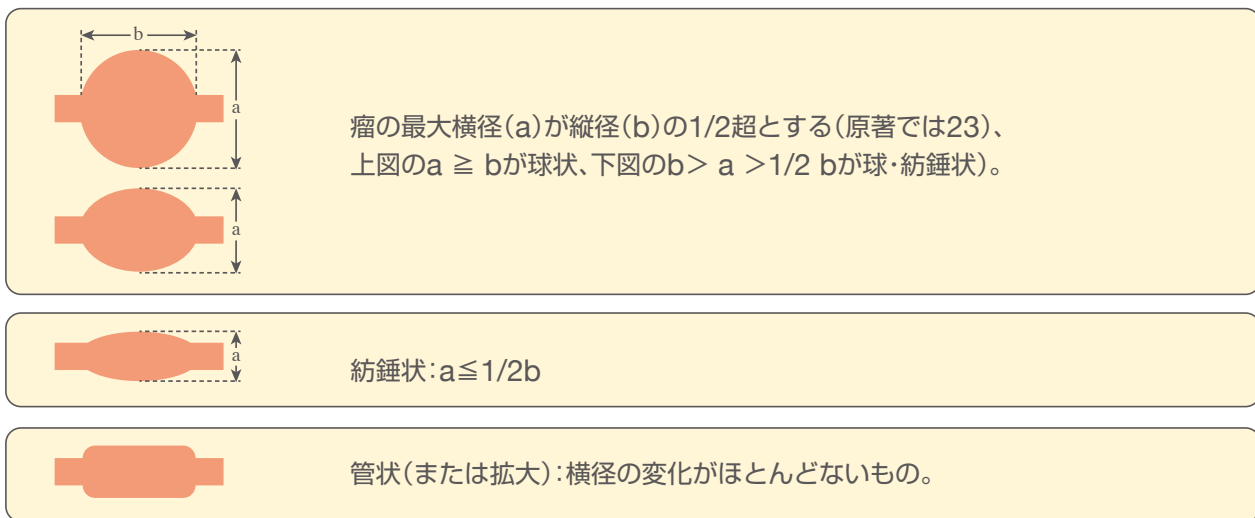 b
a
瘤の最大横径(a)が縦径(b)の1/2超とする(原著では23)、
上図のa ≧ bが球状、下図のb> a >1/2 bが球・紡錘状)。
a
a
紡錘状:a≦1/2b
管状(または拡大):横径の変化がほとんどないもの。